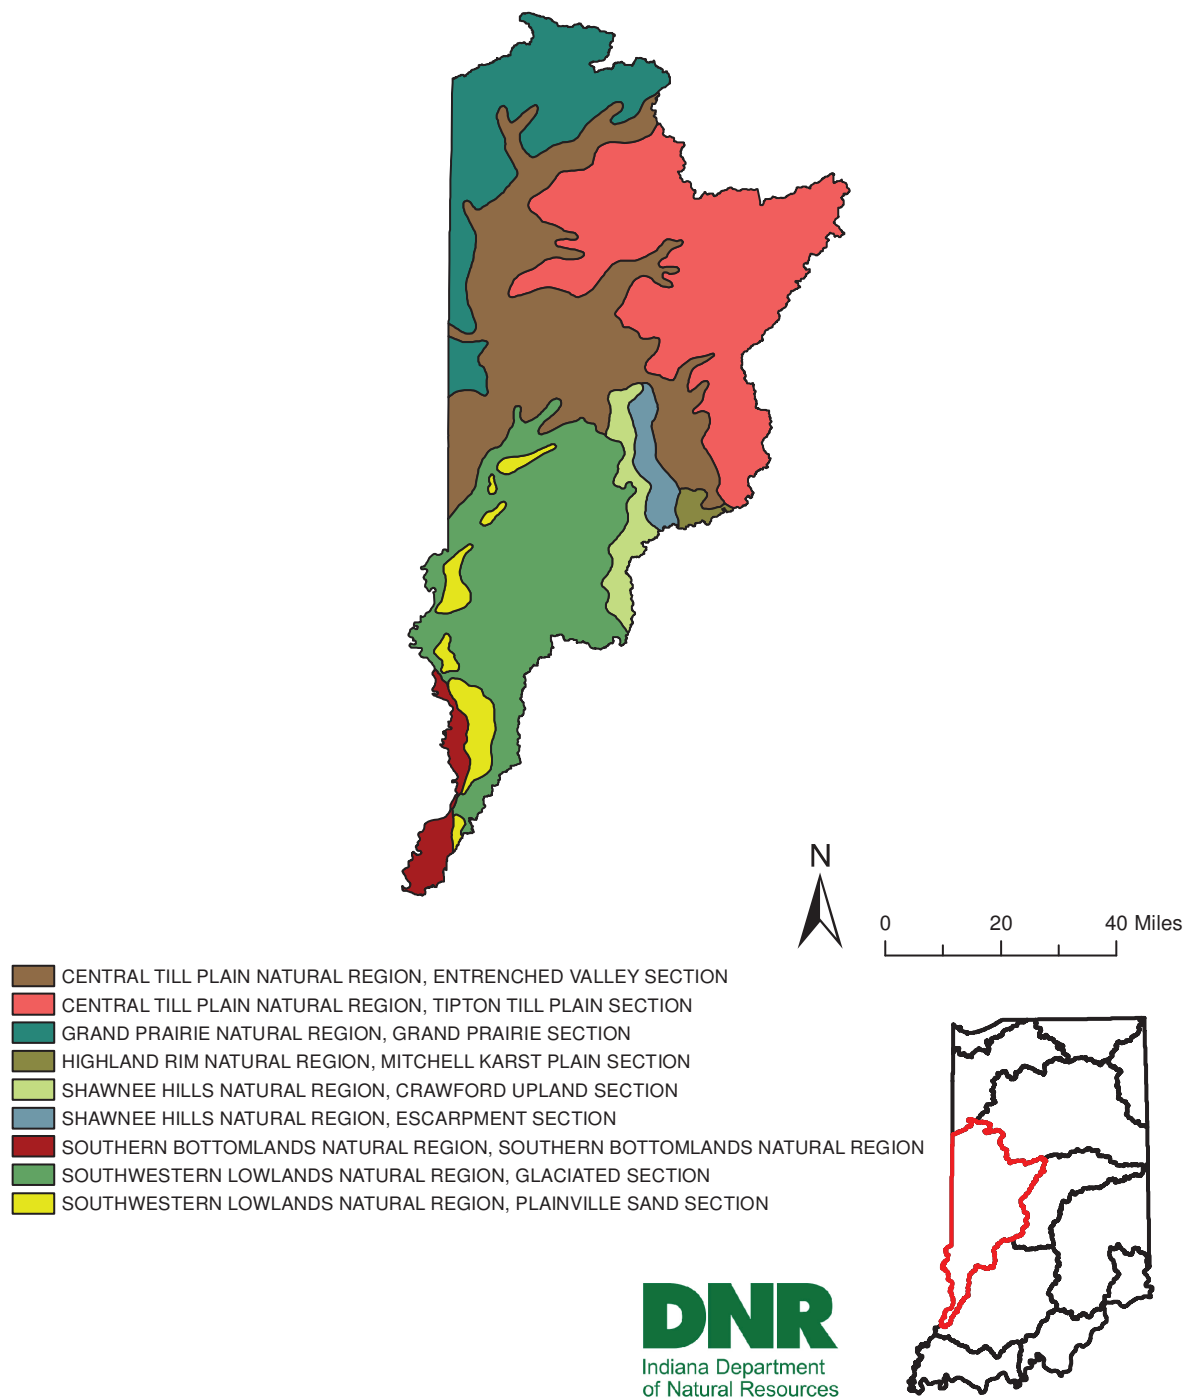 N
0 20 40 Miles
CENTRAL TILL PLAIN NATURAL REGION, ENTRENCHED VALLEY SECTION
CENTRAL TILL PLAIN NATURAL REGION, TIPTON TILL PLAIN SECTION
GRAND PRAIRIE NATURAL REGION, GRAND PRAIRIE SECTION
HIGHLAND RIM NATURAL REGION, MITCHELL KARST PLAIN SECTION
SHAWNEE HILLS NATURAL REGION, CRAWFORD UPLAND SECTION
SHAWNEE HILLS NATURAL REGION, ESCARPMENT SECTION
SOUTHERN BOTTOMLANDS NATURAL REGION, SOUTHERN BOTTOMLANDS NATURAL REGION
SOUTHWESTERN LOWLANDS NATURAL REGION, GLACIATED SECTION
SOUTHWESTERN LOWLANDS NATURAL REGION, PLAINVILLE SAND SECTION
DNR
Indiana Department
of Natural Resources